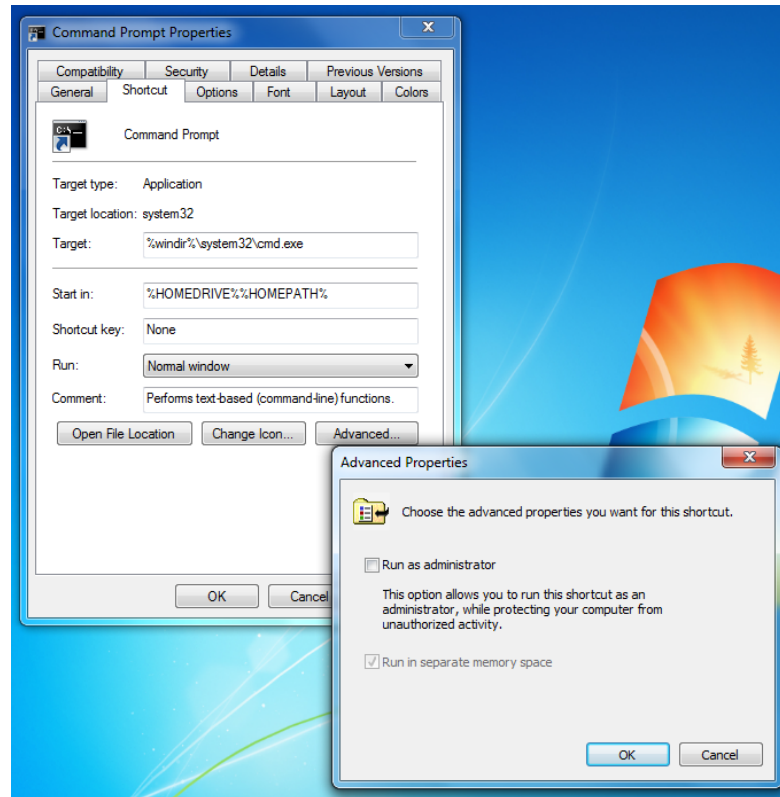 Command Prompt Properties
Compatibility Security Details Previous Versions
General Shortcut Options Font Layout Colors
C:\
Command Prompt
Target type: Application
Target location: system32
Target: %windir%\system32\cmd.exe
Start in: %HOMEDRIVE%%HOMEPATH%
Shortcut key: None
Run: Normal window
Comment: Performs text-based (command-line) functions.
Open File Location Change Icon... Advanced...
OK Cancel
Advanced Properties
Choose the advanced properties you want for this shortcut.
Run as administrator
This option allows you to run this shortcut as an
administrator, while protecting your computer from
unauthorized activity.
Run in separate memory space
OK Cancel